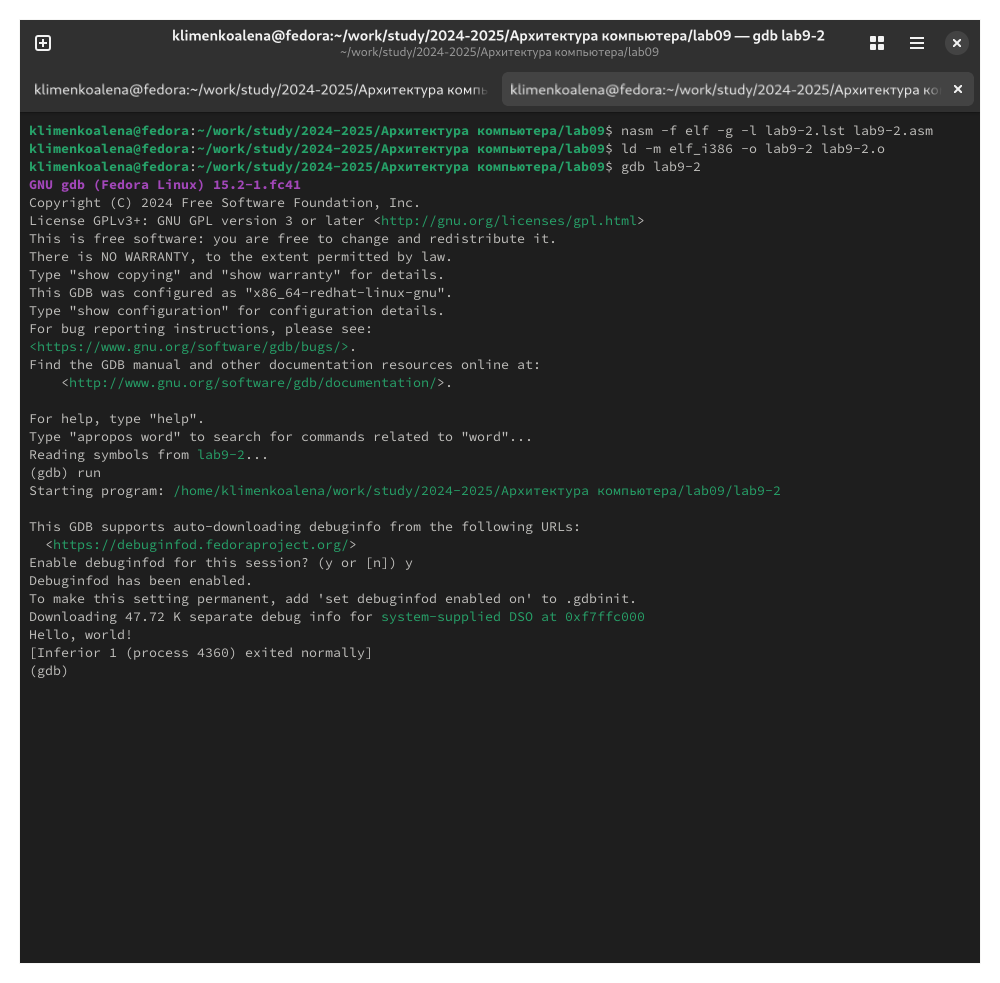 klimenkoalena@fedora:~/work/study/2024-2025/Архитектура компьютера/lab09 — gdb lab9-2
~/work/study/2024-2025/Архитектура компьютера/lab09
klimenkoalena@fedora:~/work/study/2024-2025/Архитектура комп
klimenkoalena@fedora:~/work/study/2024-2025/Архитектура ко
klimenkoalena@fedora:~/work/study/2024-2025/Архитектура компьютера/lab09$ nasm -f elf -g -l lab9-2.lst lab9-2.asm
klimenkoalena@fedora:~/work/study/2024-2025/Архитектура компьютера/lab09$ ld -m elf_i386 -o lab9-2 lab9-2.o
klimenkoalena@fedora:~/work/study/2024-2025/Архитектура компьютера/lab09$ gdb lab9-2
GNU gdb (Fedora Linux) 15.2-1.fc41
Copyright (C) 2024 Free Software Foundation, Inc.
License GPLv3+: GNU GPL version 3 or later <http://gnu.org/licenses/gpl.html>
This is free software: you are free to change and redistribute it.
There is NO WARRANTY, to the extent permitted by law.
Type "show copying" and "show warranty" for details.
This GDB was configured as "x86_64-redhat-linux-gnu".
Type "show configuration" for configuration details.
For bug reporting instructions, please see:
<https://www.gnu.org/software/gdb/bugs/>.
Find the GDB manual and other documentation resources online at:
    <http://www.gnu.org/software/gdb/documentation/>.

For help, type "help".
Type "apropos word" to search for commands related to "word"...
Reading symbols from lab9-2...
(gdb) run
Starting program: /home/klimenkoalena/work/study/2024-2025/Архитектура компьютера/lab09/lab9-2

This GDB supports auto-downloading debuginfo from the following URLs:
  <https://debuginfod.fedoraproject.org/>
Enable debuginfod for this session? (y or [n]) y
Debuginfod has been enabled.
To make this setting permanent, add 'set debuginfod enabled on' to .gdbinit.
Downloading 47.72 K separate debug info for system-supplied DSO at 0xf7ffc000
Hello, world!
[Inferior 1 (process 4360) exited normally]
(gdb)